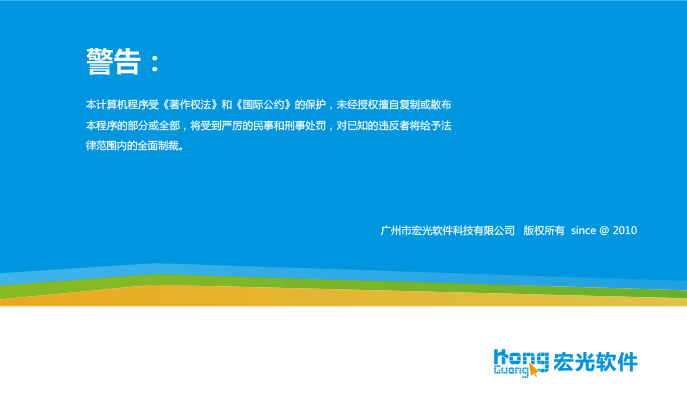 警告：
本计算机程序受《著作权法》和《国际公约》的保护，未经授权擅自复制或散布
本程序的部分或全部，将受到严厉的民事和刑事处罚，对已知的违反者将给予法
律范围内的全面制裁。
广州市宏光软件科技有限公司 版权所有 since @ 2010
Hong
Guang
宏光软件